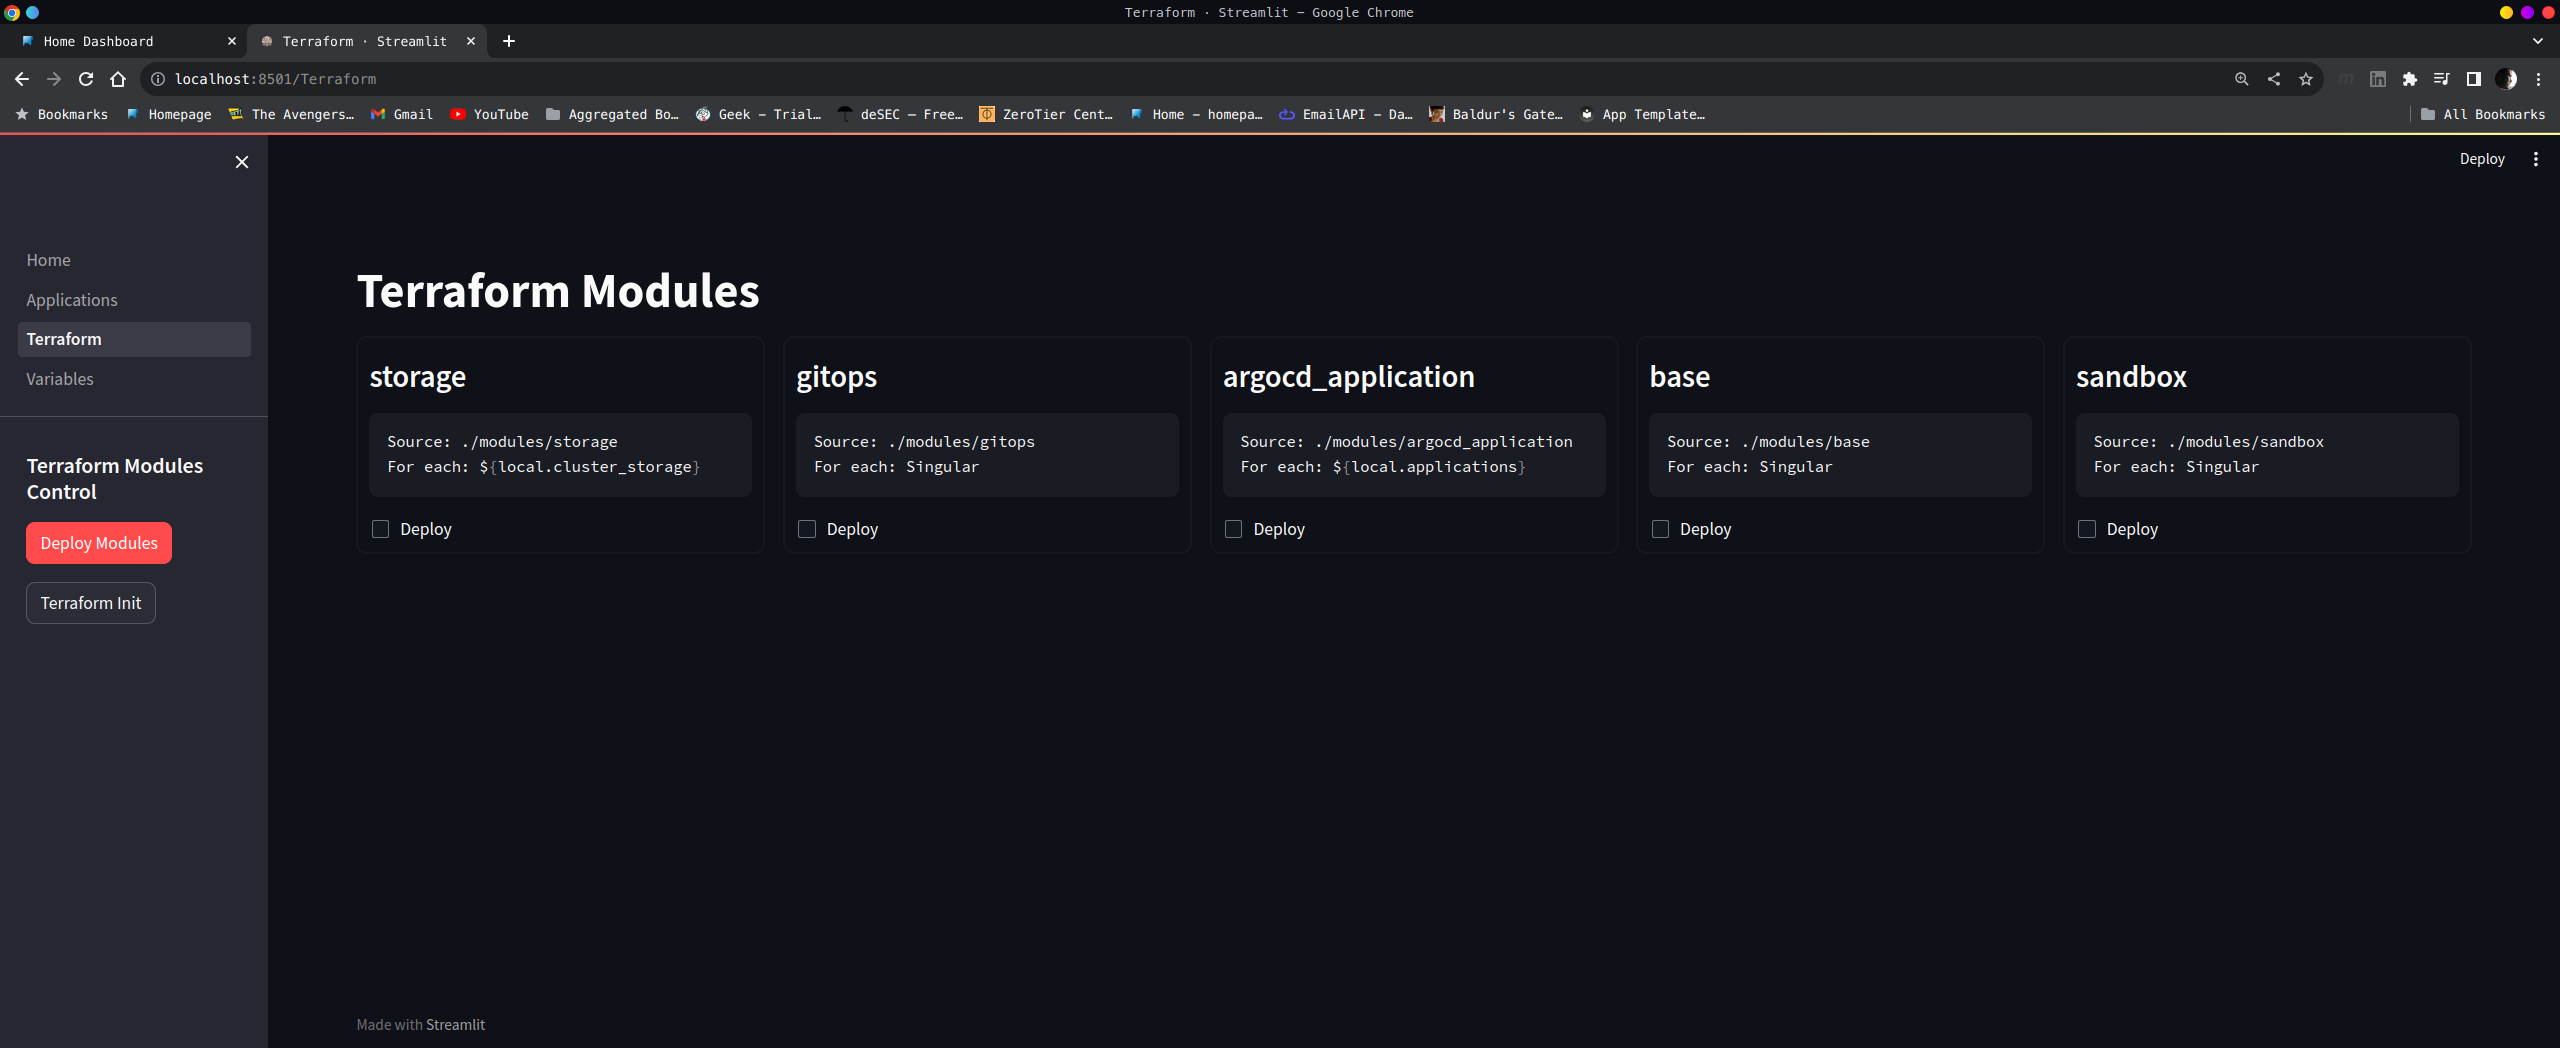 Terraform · Streamlit – Google Chrome
Home Dashboard
Terraform · Streamlit
localhost:8501/Terraform
Bookmarks
Homepage
The Avengers…
Gmail
YouTube
Aggregated Bo…
Geek – Trial…
deSEC – Free…
ZeroTier Cent…
Home – homepa…
EmailAPI – Da…
Baldur's Gate…
App Template…
All Bookmarks
Deploy
Home
Applications
Terraform
Variables
Terraform Modules
Control
Deploy Modules
Terraform Init
Terraform Modules
storage
Source: ./modules/storage
For each: ${local.cluster_storage}
Deploy
gitops
Source: ./modules/gitops
For each: Singular
Deploy
argocd_application
Source: ./modules/argocd_application
For each: ${local.applications}
Deploy
base
Source: ./modules/base
For each: Singular
Deploy
sandbox
Source: ./modules/sandbox
For each: Singular
Deploy
Made with Streamlit